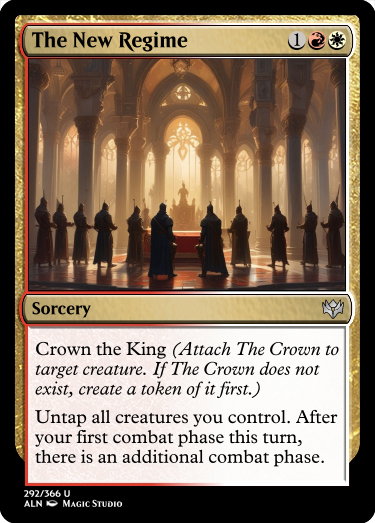 The New Regime
1
Sorcery
Crown the King (Attach The Crown to
target creature. If The Crown does not
exist, create a token of it first.)
Untap all creatures you control. After
your first combat phase this turn,
there is an additional combat phase.
292/366 U
ALN Magic Studio